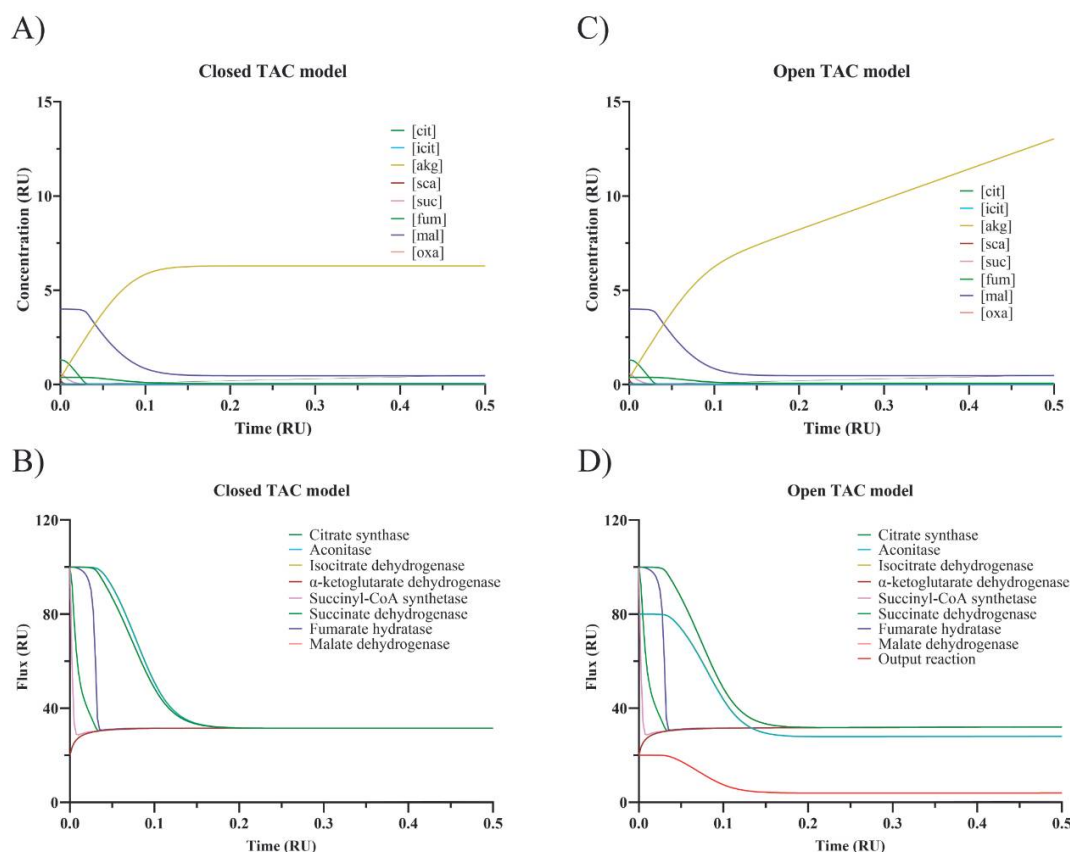 A)
Closed TAC model
15
10
5
0
0.0
0.1
0.2
0.3
0.4
0.5
Concentration (RU)
Time (RU)
[cit]
[icit]
[akg]
[sca]
[suc]
[fum]
[mal]
[oxa]
C)
Open TAC model
15
10
5
0
0.0
0.1
0.2
0.3
0.4
0.5
Concentration (RU)
Time (RU)
[cit]
[icit]
[akg]
[sca]
[suc]
[fum]
[mal]
[oxa]
B)
Closed TAC model
120
80
40
0
0.0
0.1
0.2
0.3
0.4
0.5
Flux (RU)
Time (RU)
Citrate synthase
Aconitase
Isocitrate dehydrogenase
α-ketoglutarate dehydrogenase
Succinyl-CoA synthetase
Succinate dehydrogenase
Fumarate hydratase
Malate dehydrogenase
D)
Open TAC model
120
80
40
0
0.0
0.1
0.2
0.3
0.4
0.5
Flux (RU)
Time (RU)
Citrate synthase
Aconitase
Isocitrate dehydrogenase
α-ketoglutarate dehydrogenase
Succinyl-CoA synthetase
Succinate dehydrogenase
Fumarate hydratase
Malate dehydrogenase
Output reaction